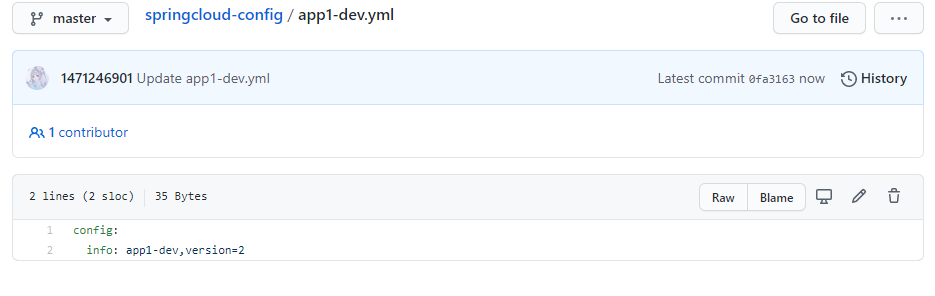 master springcloud-config / app1-dev.yml Go to file ...
1471246901 Update app1-dev.yml Latest commit 0fa3163 now History
1 contributor
2 lines (2 sloc) 35 Bytes Raw Blame
1 config:
2 info: app1-dev,version=2